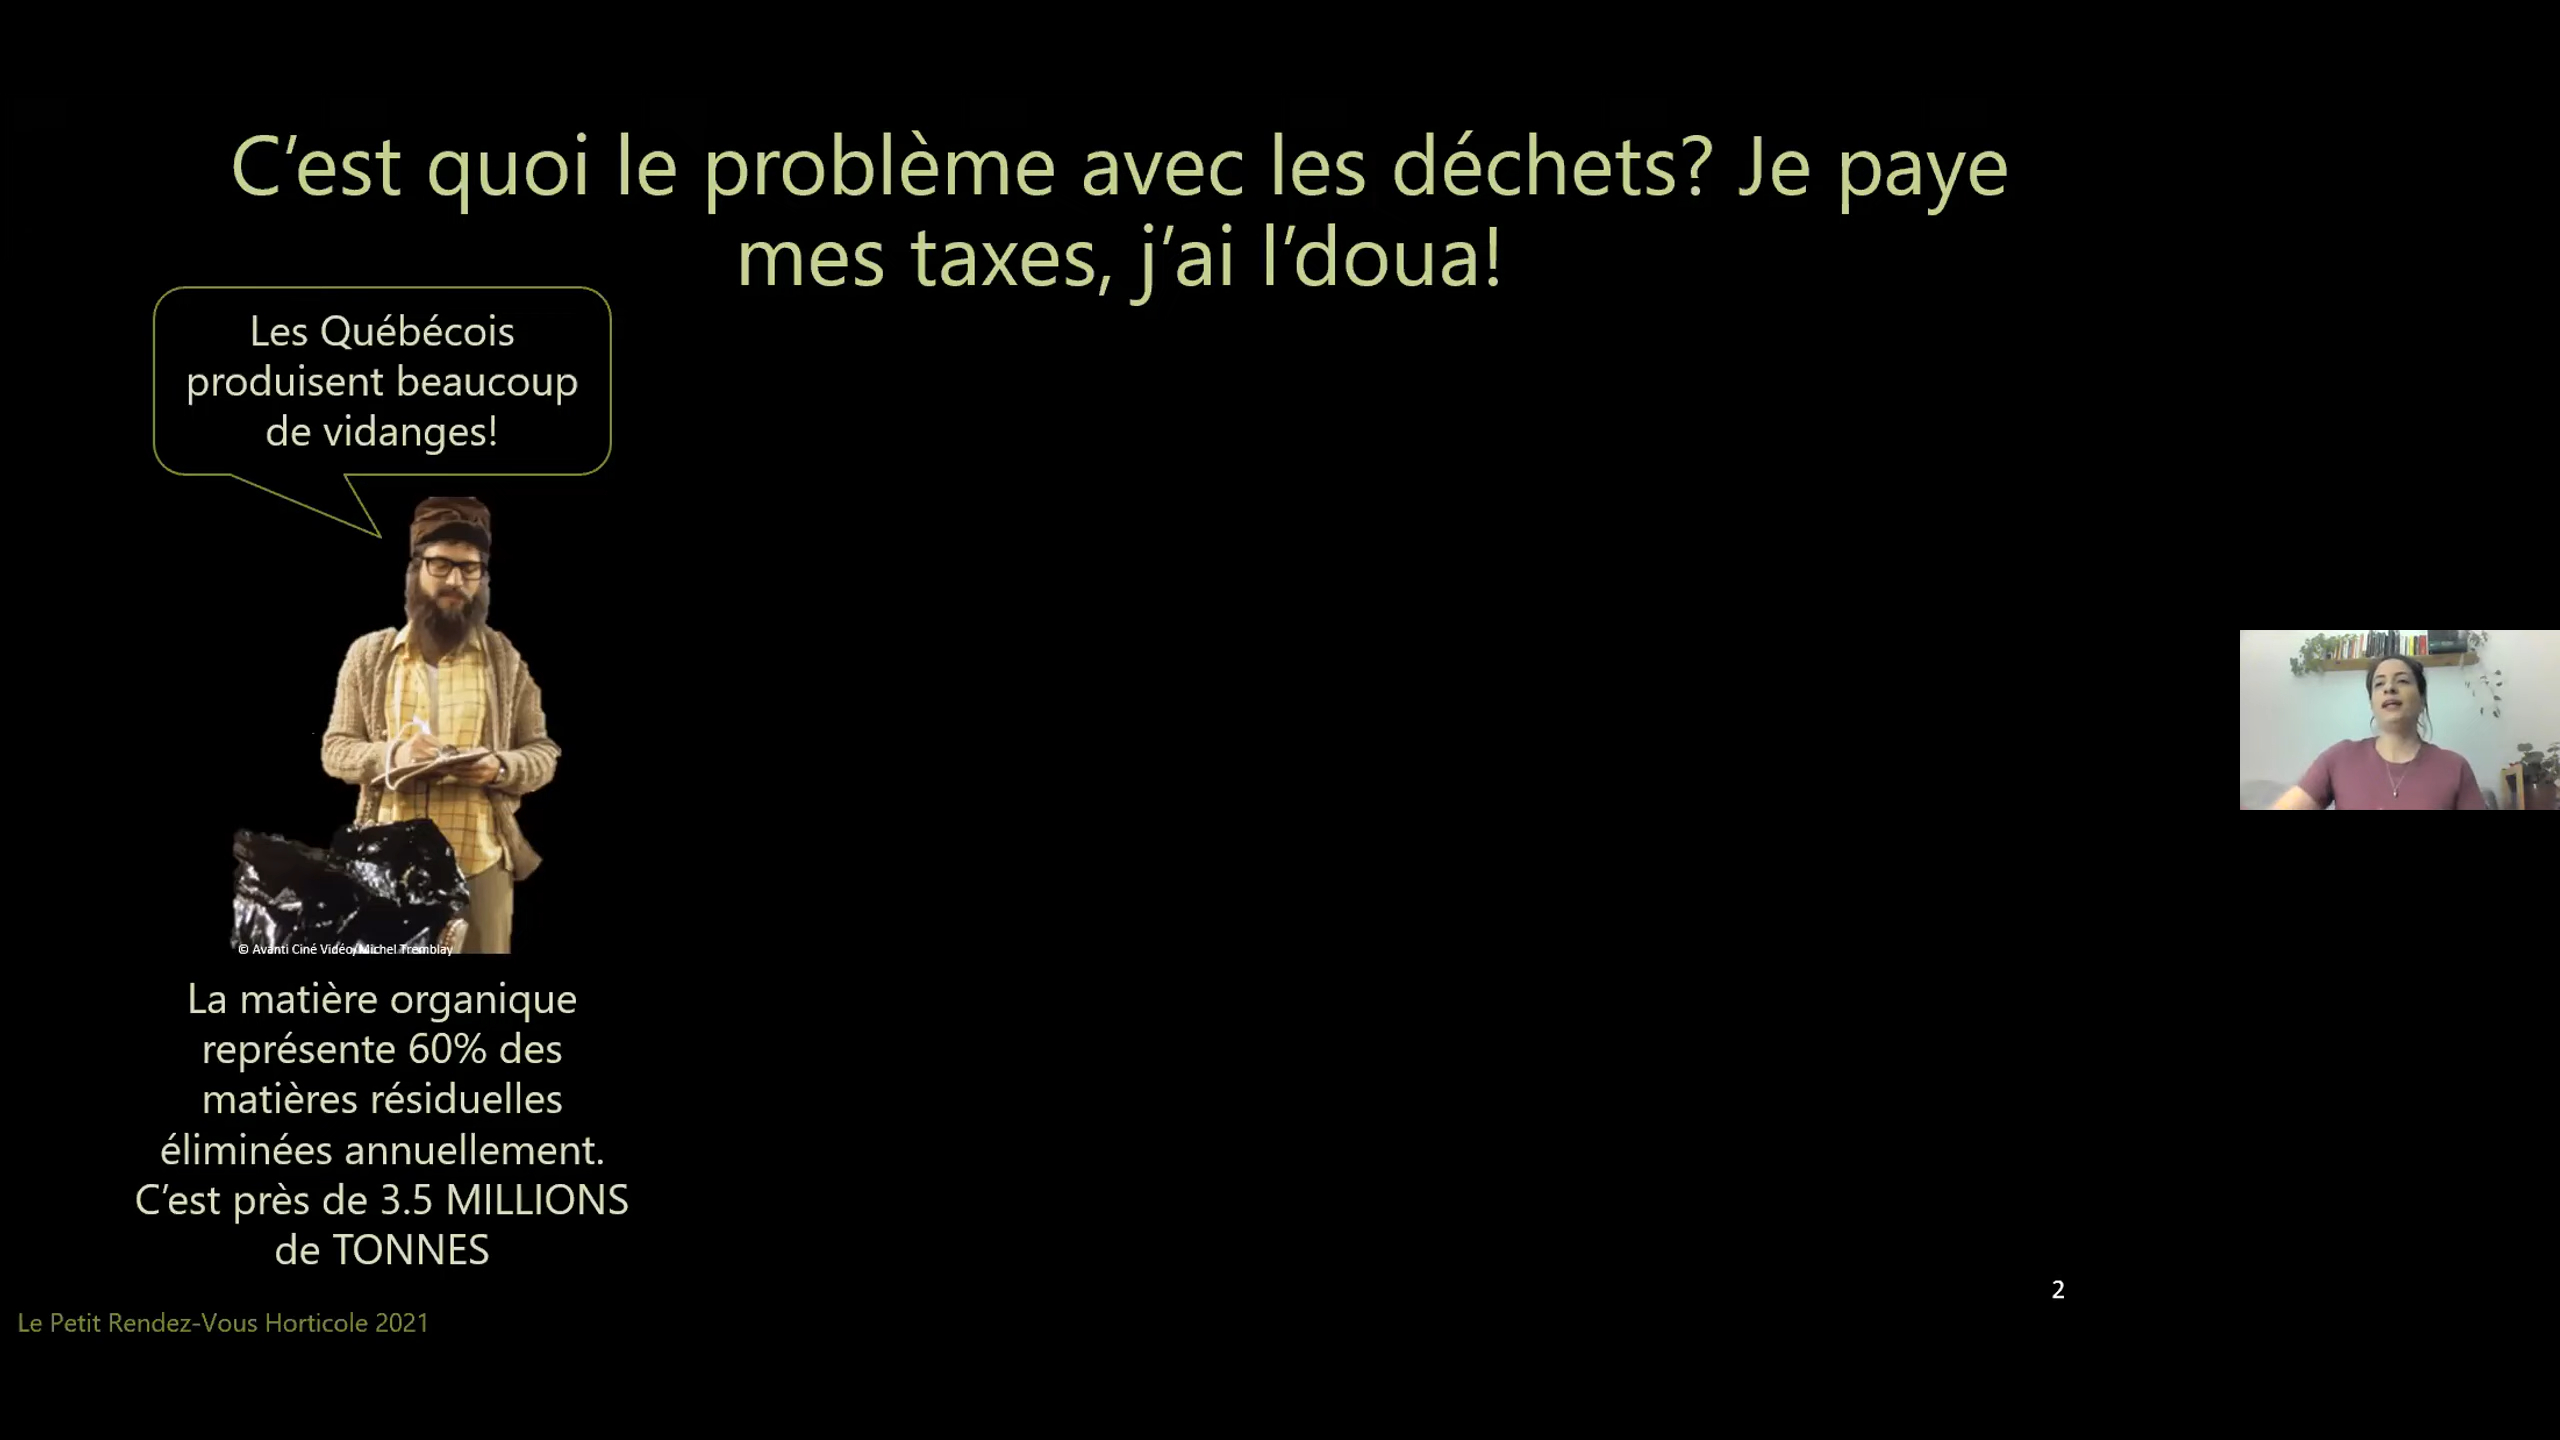 C’est quoi le problème avec les déchets? Je paye
mes taxes, j’ai l’doua!
Les Québécois
produisent beaucoup
de vidanges!
© Avanti Ciné Vidéo/Michel Tremblay
La matière organique
représente 60% des
matières résiduelles
éliminées annuellement.
C’est près de 3.5 MILLIONS
de TONNES
2
Le Petit Rendez-Vous Horticole 2021